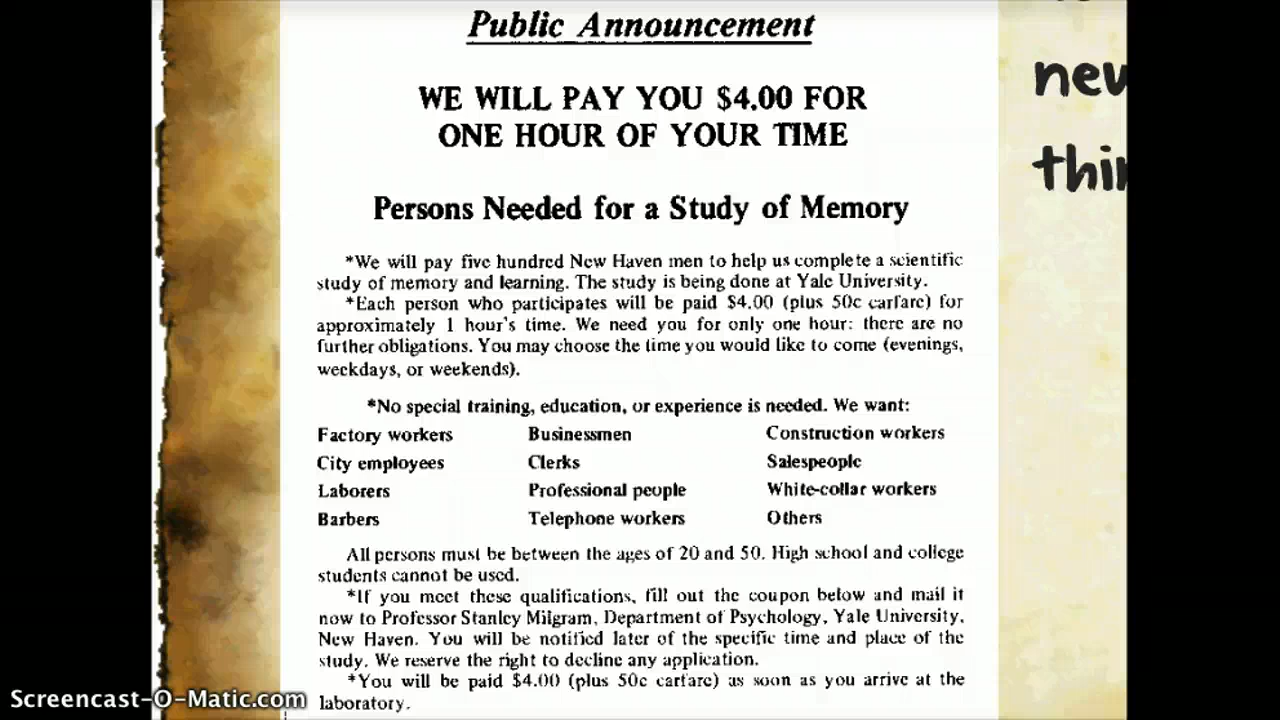 Public Announcement
WE WILL PAY YOU $4.00 FOR
ONE HOUR OF YOUR TIME
Persons Needed for a Study of Memory
*We will pay five hundred New Haven men to help us complete a scientific
study of memory and learning. The study is being done at Yale University.
*Each person who participates will be paid $4.00 (plus 50c carfare) for
approximately 1 hour's time. We need you for only one hour: there are no
further obligations. You may choose the time you would like to come (evenings,
weekdays, or weekends).
*No special training, education, or experience is needed. We want:
Factory workers Businessmen Construction workers
City employees Clerks Salespeople
Laborers Professional people White-collar workers
Barbers Telephone workers Others
All persons must be between the ages of 20 and 50. High school and college
students cannot be used.
*If you meet these qualifications, fill out the coupon below and mail it
now to Professor Stanley Milgram, Department of Psychology, Yale University,
New Haven. You will be notified later of the specific time and place of the
study. We reserve the right to decline any application.
*You will be paid $4.00 (plus 50c carfare) as soon as you arrive at the
laboratory.
Screencast-O-Matic.com